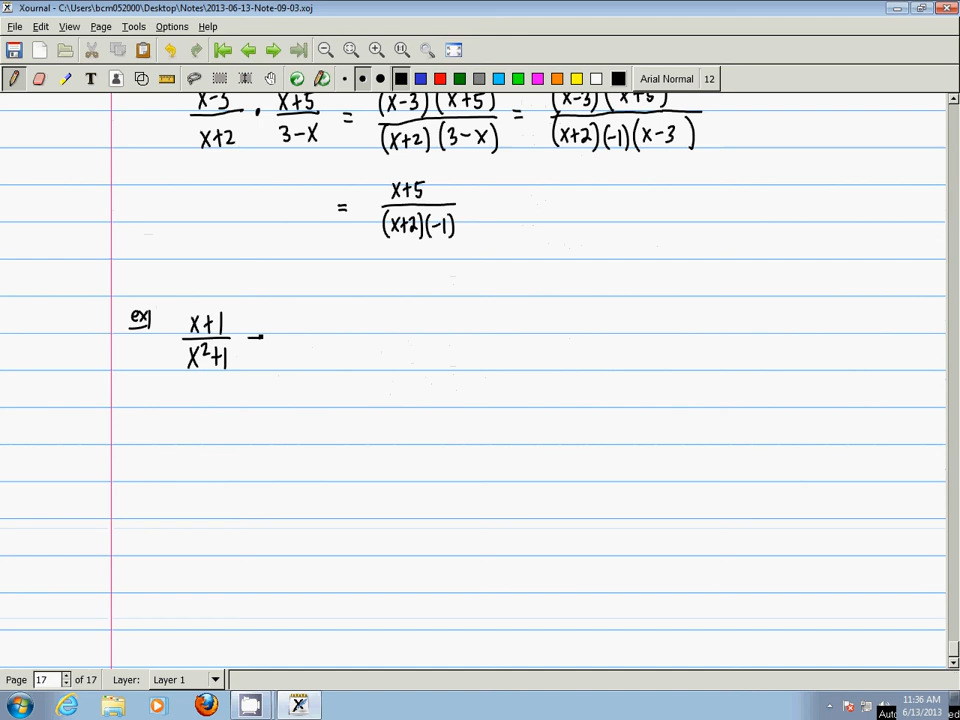 Xournal - C:\Users\bcm052000\Desktop\Notes\2013-06-13-Note-09-03.xoj
File Edit View Page Tools Options Help
Arial Normal 12
x-3/x+2 · x+5/3-x = (x-3)(x+5)/(x+2)(3-x) = (x-3)(x+5)/(x+2)(-1)(x-3)
= x+5/(x+2)(-1)
ex) x+1/x²+1 -
Page 17 of 17 Layer: Layer 1
11:36 AM
6/13/2013